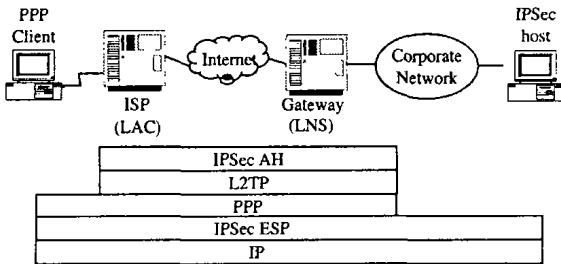 PPP
Client
ISP
(LAC)
Internet
Gateway
(LNS)
Corporate
Network
IPSec
host
IPSec AH
L2TP
PPP
IPSec ESP
IP